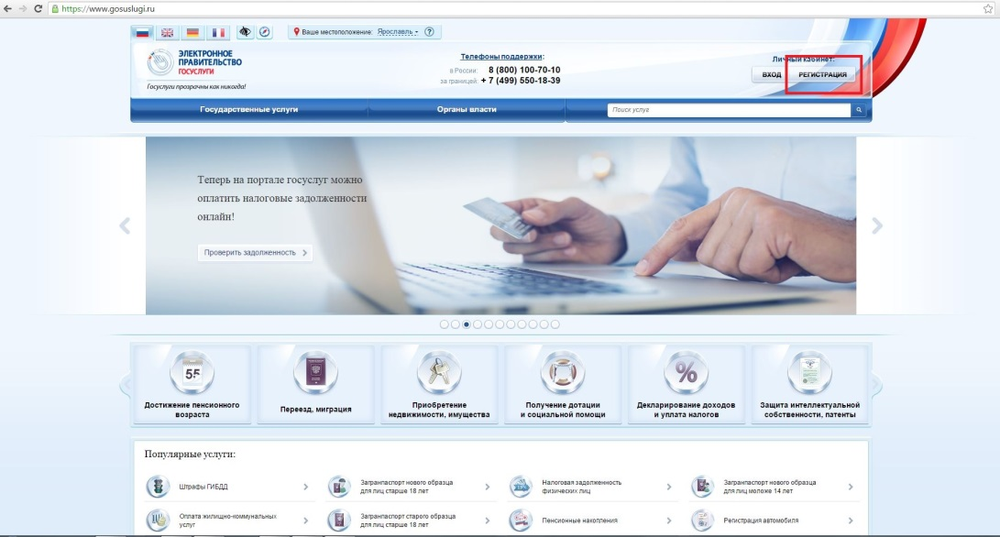 https://www.gosuslugi.ru
Ваше местоположение: Ярославль
?
ЭЛЕКТРОННОЕ
ПРАВИТЕЛЬСТВО
ГОСУСЛУГИ
Госуслуги прозрачны как никогда!
Телефоны поддержки:
в России: 8 (800) 100-70-10
за границей: + 7 (499) 550-18-39
Личный кабинет:
ВХОД
РЕГИСТРАЦИЯ
Государственные услуги
Органы власти
Поиск услуг
Теперь на портале госуслуг можно
оплатить налоговые задолженности
онлайн!
Проверить задолженность
55
Достижение пенсионного
возраста
Переезд, миграция
Приобретение
недвижимости, имущества
Получение дотации
и социальной помощи
%
Декларирование доходов
и уплата налогов
Защита интеллектуальной
собственности, патенты
Популярные услуги:
Штрафы ГИБДД
Загранпаспорт нового образца
для лиц старше 18 лет
Налоговая задолженность
физических лиц
Загранпаспорт нового образца
для лиц моложе 14 лет
Оплата жилищно-коммунальных
услуг
Загранпаспорт старого образца
для лиц старше 18 лет
Пенсионные накопления
Регистрация автомобиля